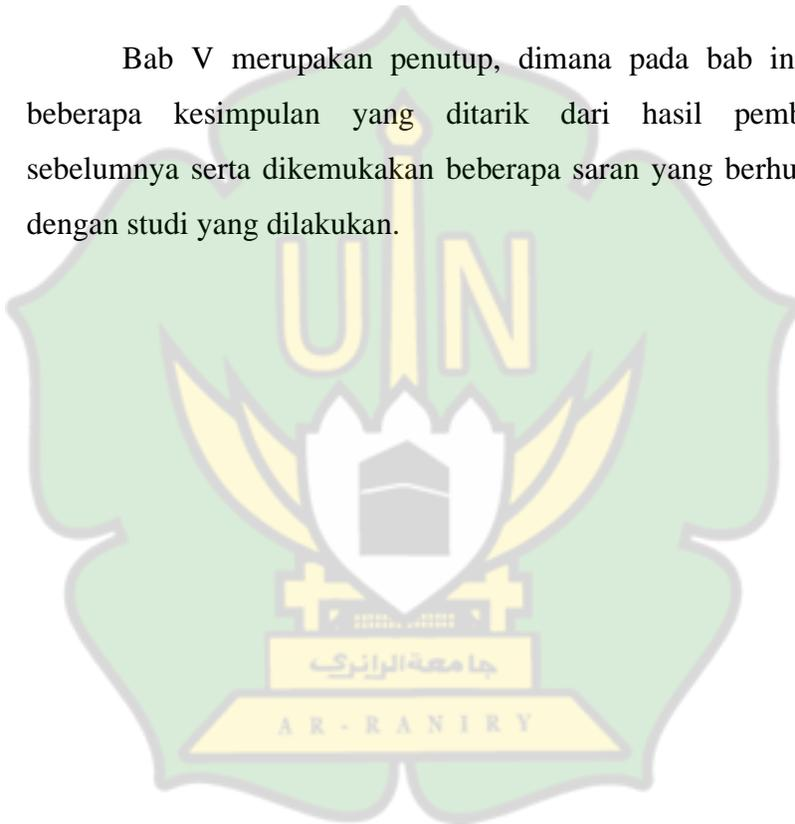 Bab V merupakan penutup, dimana pada bab in
beberapa kesimpulan yang ditarik dari hasil pemb
sebelumnya serta dikemukakan beberapa saran yang berhu
dengan studi yang dilakukan.
UIN
جامعةالرانرك
AR-RANIRY